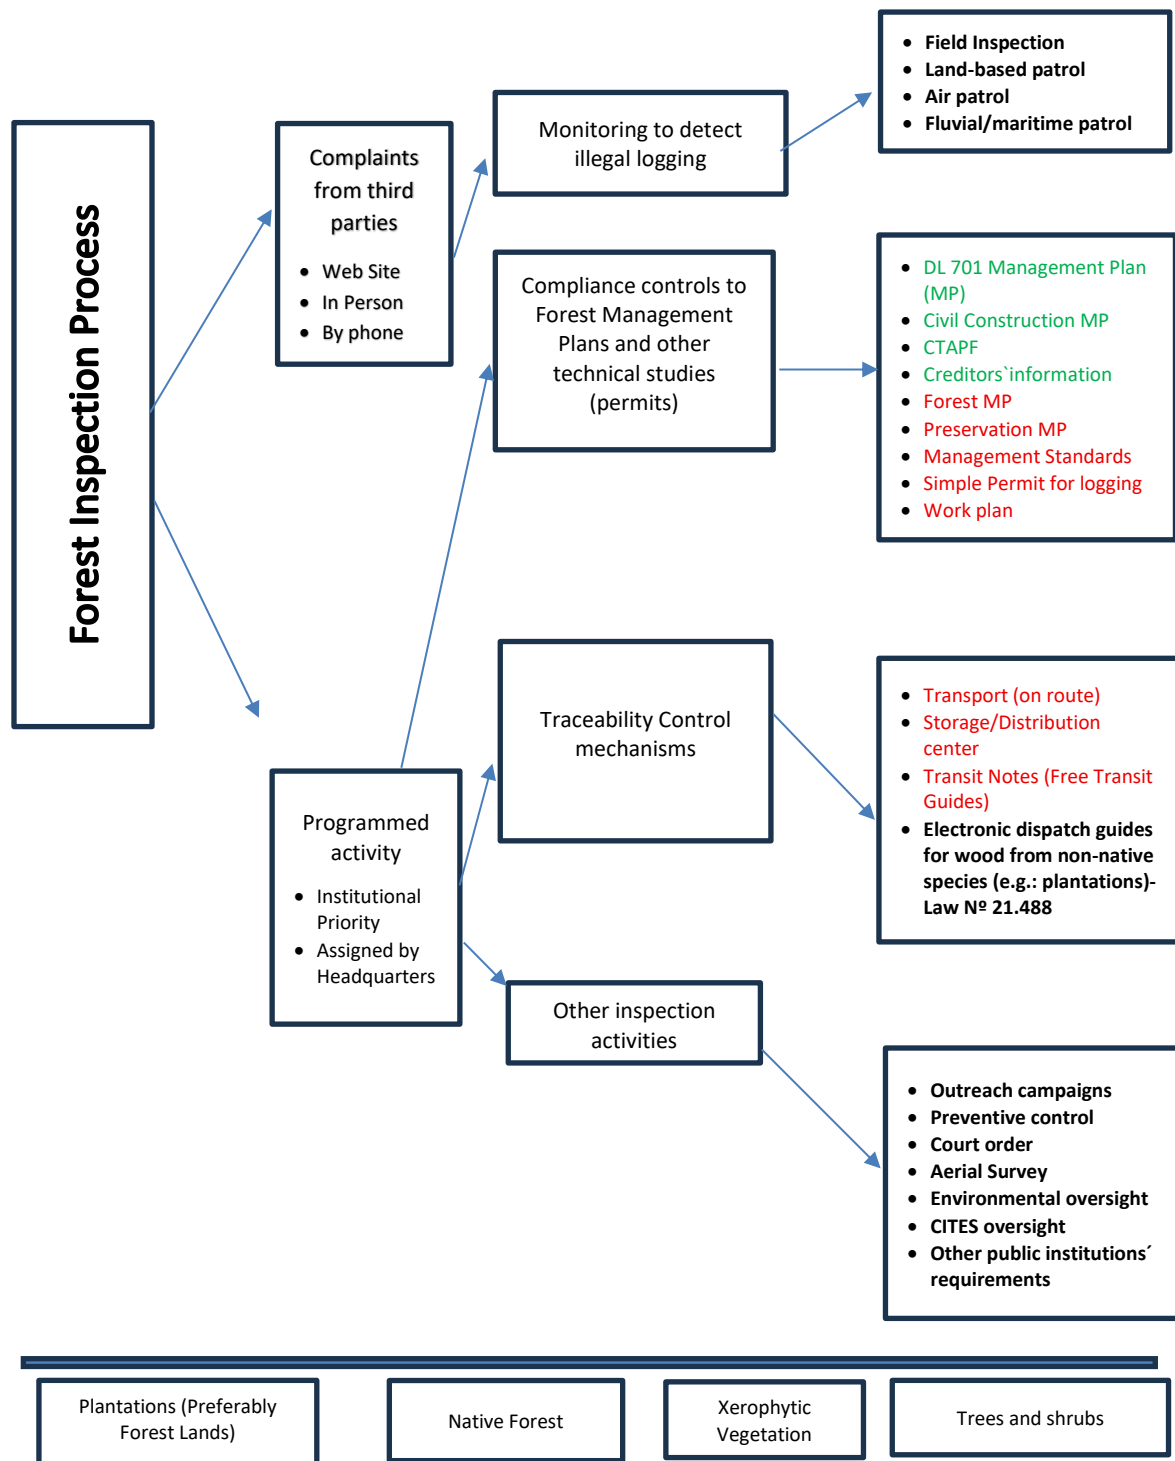 Forest Inspection Process
Complaints
from third
parties
• Web Site
• In Person
• By phone
Monitoring to detect
illegal logging
• Field Inspection
• Land-based patrol
• Air patrol
• Fluvial/maritime patrol
Compliance controls to
Forest Management
Plans and other
technical studies
(permits)
• DL 701 Management Plan
(MP)
• Civil Construction MP
• CTAPF
• Creditors`information
• Forest MP
• Preservation MP
• Management Standards
• Simple Permit for logging
• Work plan
Programmed
activity
• Institutional
Priority
• Assigned by
Headquarters
Traceability Control
mechanisms
• Transport (on route)
• Storage/Distribution
center
• Transit Notes (Free Transit
Guides)
• Electronic dispatch guides
for wood from non-native
species (e.g.: plantations)-
Law Nº 21.488
Other inspection
activities
• Outreach campaigns
• Preventive control
• Court order
• Aerial Survey
• Environmental oversight
• CITES oversight
• Other public institutions´
requirements
Plantations (Preferably
Forest Lands)
Native Forest
Xerophytic
Vegetation
Trees and shrubs